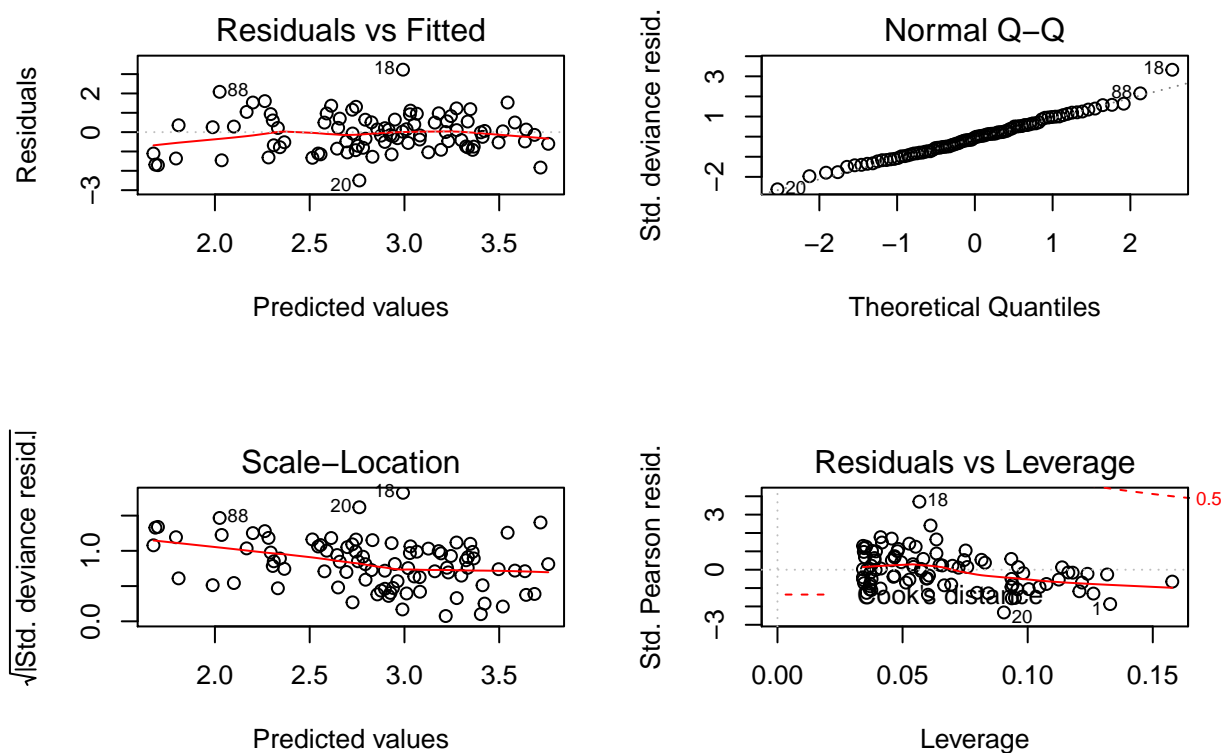 Residuals vs Fitted
Residuals
2
0
−3
18
88
20
2.0 2.5 3.0 3.5
Predicted values
Normal Q−Q
Std. deviance resid.
3
1
−2
18
88
20
−2 −1 0 1 2
Theoretical Quantiles
Scale−Location
√|Std. deviance resid.|
1.0
0.0
18
20
88
2.0 2.5 3.0 3.5
Predicted values
Residuals vs Leverage
Std. Pearson resid.
3
0
−3
18
0.5
Cook's distance
1
20
0.00 0.05 0.10 0.15
Leverage